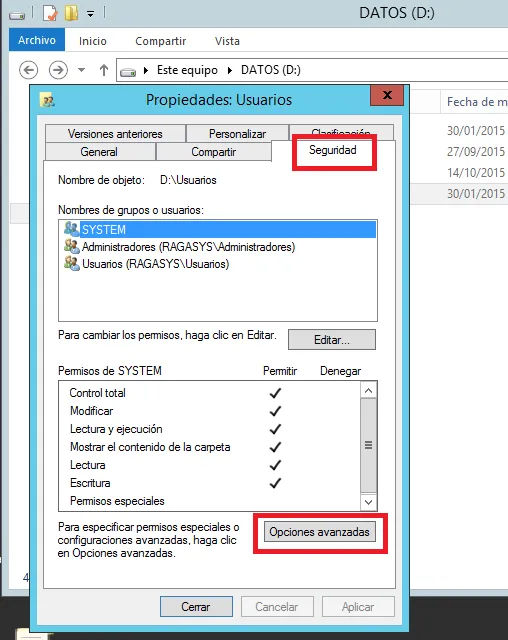 DATOS (D:)
Archivo Inicio Compartir Vista
Este equipo DATOS (D:)
Propiedades: Usuarios x
Fecha de m
Versiones anteriores Personalizar Clasificación
General Compartir Seguridad
30/01/2015
27/09/2015
14/10/2015
30/01/2015
Nombre de objeto: D:\Usuarios
Nombres de grupos o usuarios:
SYSTEM
Administradores (RAGASYS\Administradores)
Usuarios (RAGASYS\Usuarios)
Para cambiar los permisos, haga clic en Editar. Editar...
Permisos de SYSTEM Permitir Denegar
Control total
Modificar
Lectura y ejecución
Mostrar el contenido de la carpeta
Lectura
Escritura
Permisos especiales
Para especificar permisos especiales o
configuraciones avanzadas, haga clic
en Opciones avanzadas.
Opciones avanzadas
4
Cerrar Cancelar Aplicar